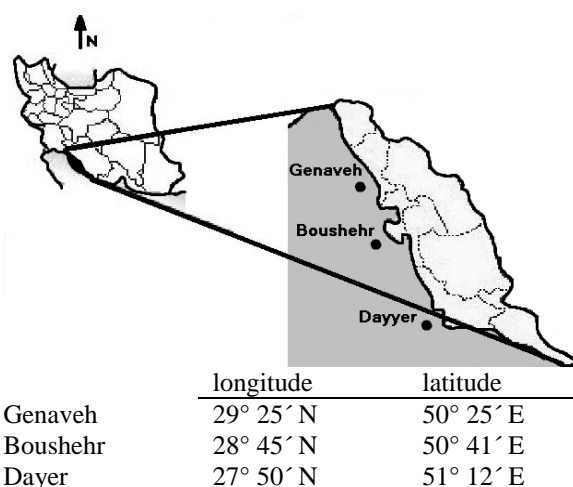 N
Genaveh
Boushehr
Dayyer
longitude latitude
Genaveh 29° 25´ N 50° 25´ E
Boushehr 28° 45´ N 50° 41´ E
Dayer 27° 50´ N 51° 12´ E